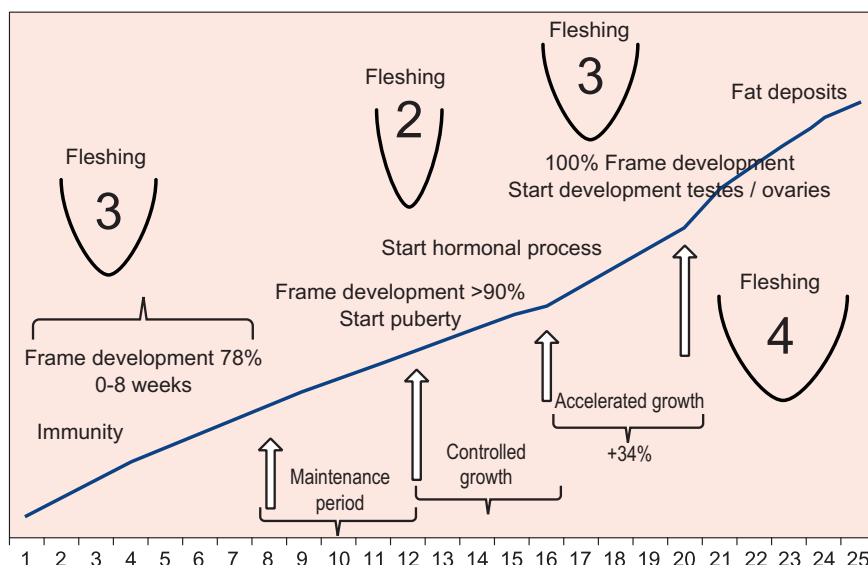 Fleshing
3
Fleshing
2
Fleshing
3
Fat deposits
100% Frame development
Start development testes / ovaries
Start hormonal process
Frame development >90%
Start puberty
Fleshing
4
Frame development 78%
0-8 weeks
Immunity
Accelerated growth
+34%
Controlled
growth
Maintenance
period
1 2 3 4 5 6 7 8 9 10 11 12 13 14 15 16 17 18 19 20 21 22 23 24 25